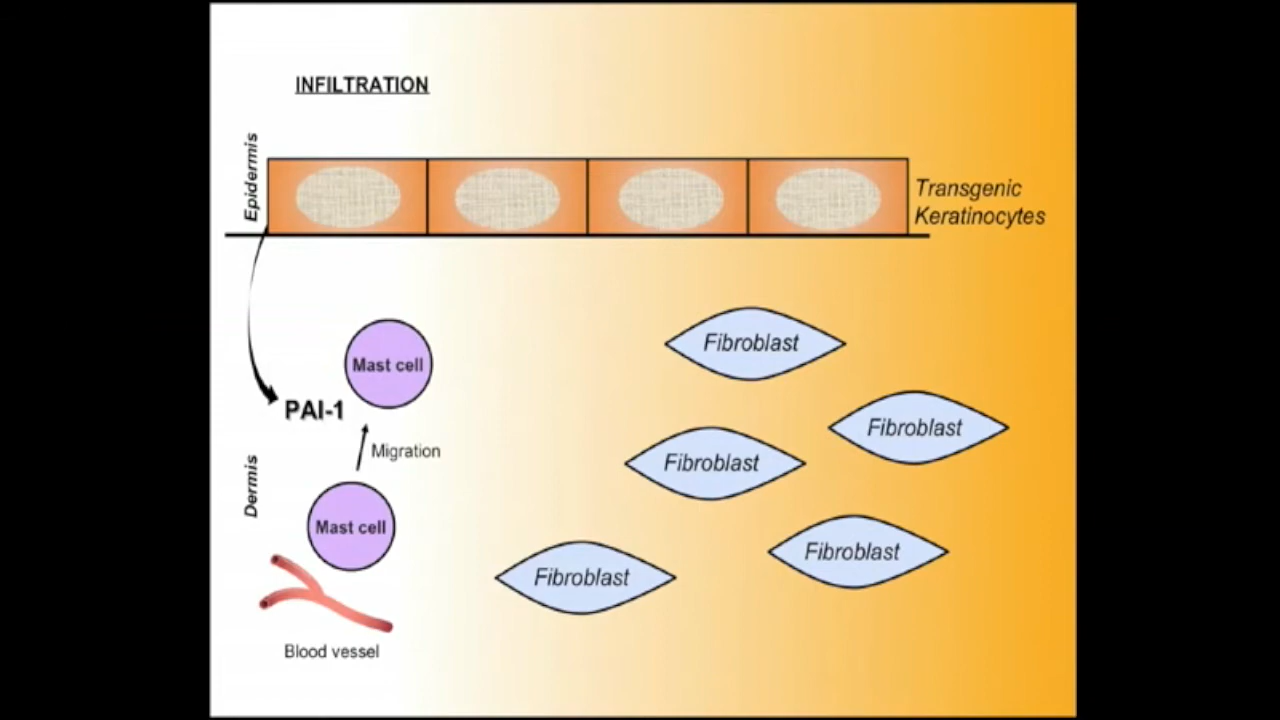 INFILTRATION
Epidermis
Transgenic
Keratinocytes
Fibroblast
Mast cell
PAI-1
Fibroblast
Migration
Fibroblast
Dermis
Mast cell
Fibroblast
Fibroblast
Blood vessel